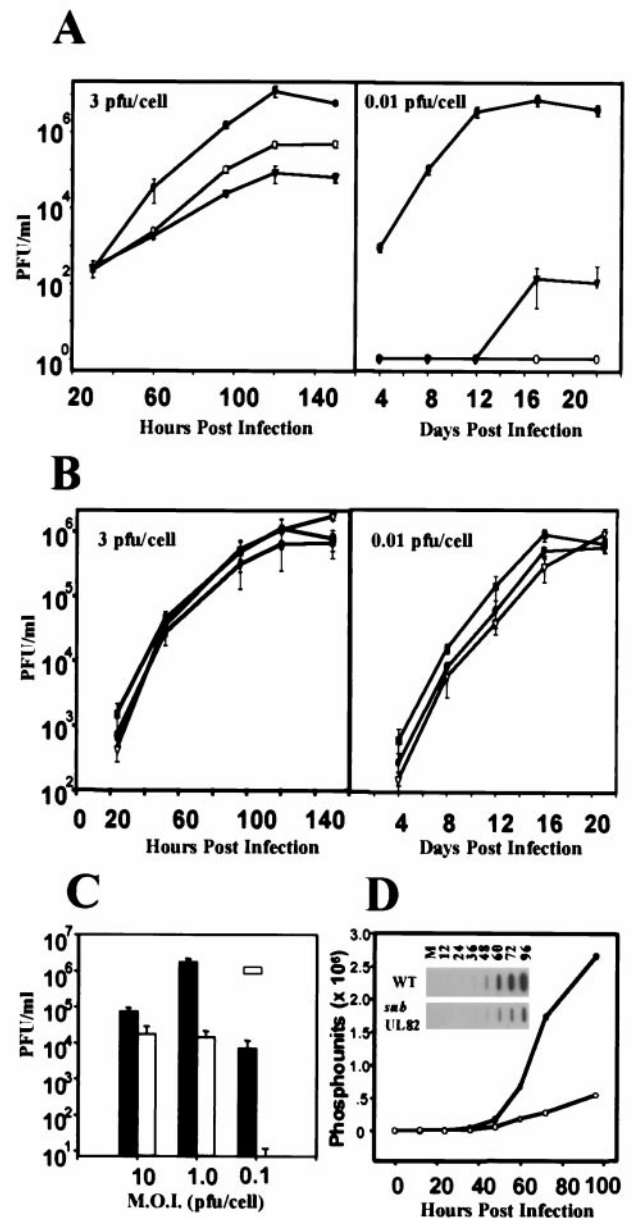 A
3 pfu/cell
0.01 pfu/cell
PFU/ml
10^6
10^4
10^2
10^0
20 60 100 140
4 8 12 16 20
Hours Post Infection
Days Post Infection
B
3 pfu/cell
0.01 pfu/cell
PFU/ml
10^6
10^5
10^4
10^3
10^2
0 20 60 100 140
4 8 12 16 20
Hours Post Infection
Days Post Infection
C
PFU/ml
10^7
10^6
10^5
10^4
10^3
10^2
10^1
10 1.0 0.1
M.O.I. (pfu/cell)
D
Phosphounits (x 10^6)
3.0
2.5
2.0
1.5
1.0
.5
0
M 12 24 36 48 60 72 96
WT
sub
UL82
0 20 40 60 80 100
Hours Post Infection